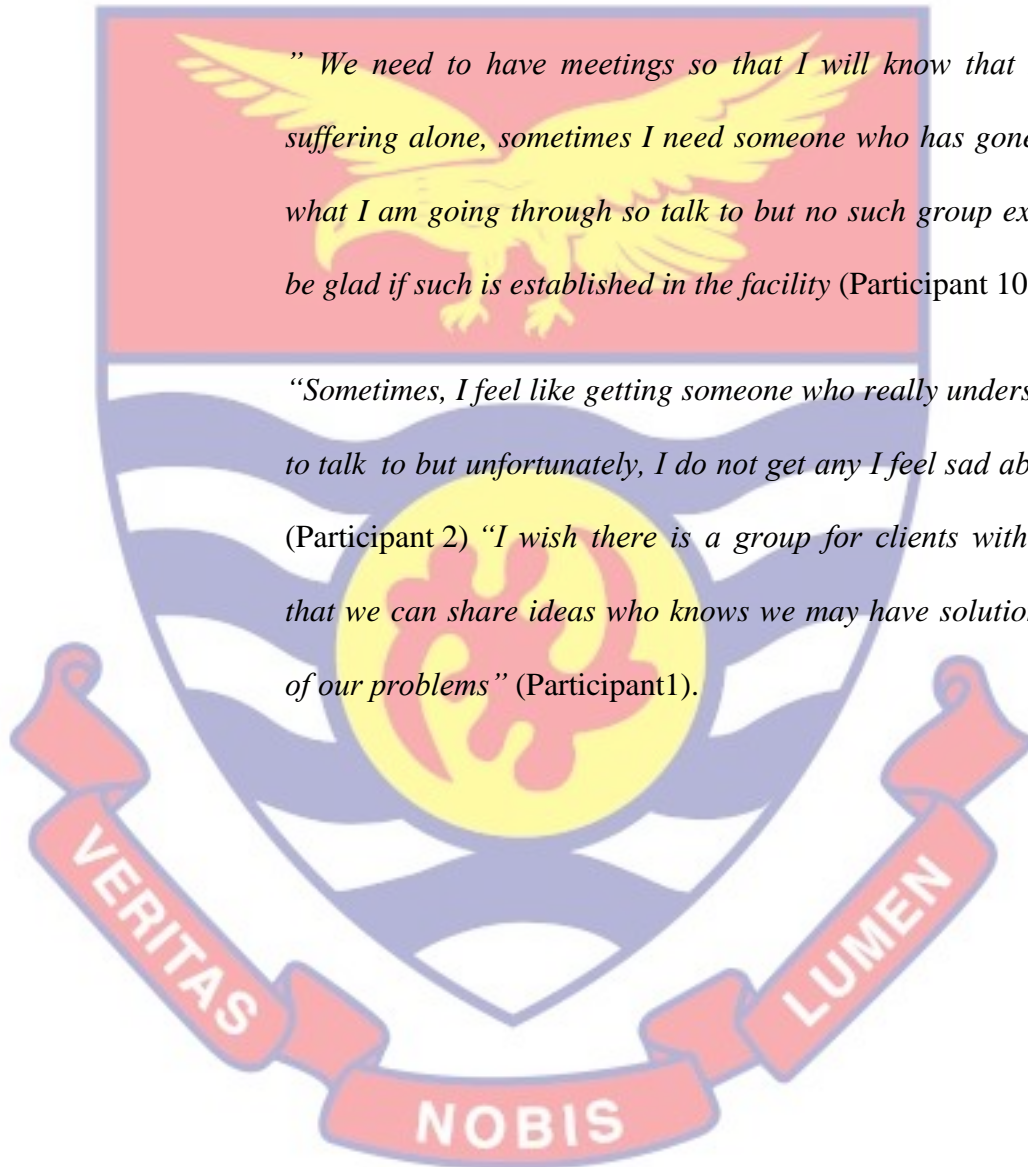 ” We need to have meetings so that I will know that
suffering alone, sometimes I need someone who has gone
what I am going through so talk to but no such group ex
be glad if such is established in the facility (Participant 10
“Sometimes, I feel like getting someone who really unders
to talk to but unfortunately, I do not get any I feel sad ab
(Participant 2) “I wish there is a group for clients with
that we can share ideas who knows we may have solution
of our problems” (Participant1).
VERITAS
NOBIS
LUMEN